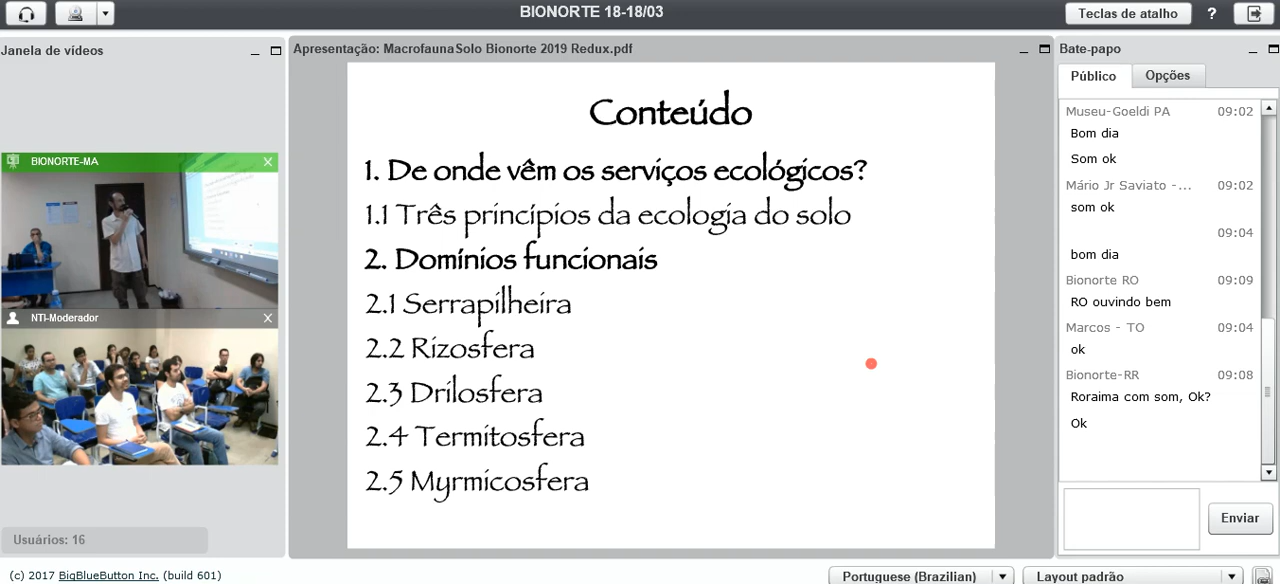 BIONORTE 18-18/03
Teclas de atalho
?
Janela de vídeos
BIONORTE-MA
NTI-Moderador
Usuários: 16
Apresentação: MacrofaunaSolo Bionorte 2019 Redux.pdf
Conteúdo
1. De onde vêm os serviços ecológicos?
1.1 Três princípios da ecologia do solo
2. Domínios funcionais
2.1 Serrapilheira
2.2 Rizosfera
2.3 Drilosfera
2.4 Termitosfera
2.5 Myrmicosfera
Bate-papo
Público Opções
Museu-Goeldi PA 09:02
Bom dia
Som ok
Mário Jr Saviato -... 09:02
som ok
09:04
bom dia
Bionorte RO 09:09
RO ouvindo bem
Marcos - TO 09:04
ok
Bionorte-RR 09:08
Roraima com som, Ok?
Ok
Enviar
(c) 2017 BigBlueButton Inc. (build 601)
Portuguese (Brazilian)
Layout padrão